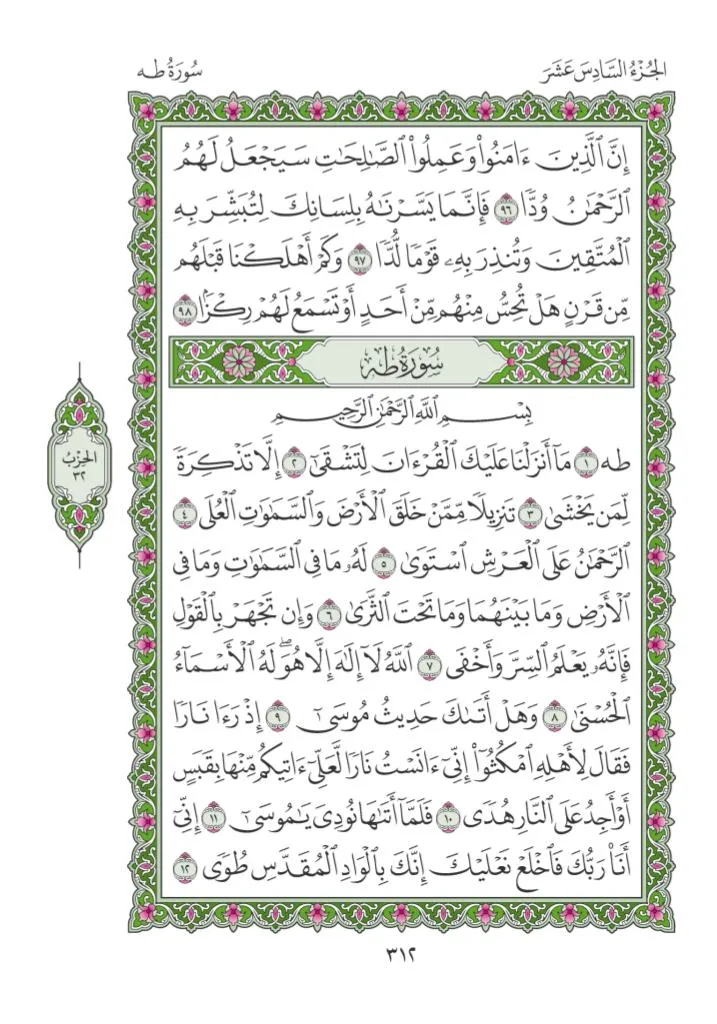 الجُزْءُ السَّادِسَ عَشَرَ
سُورَةُ طه
إِنَّ ٱلَّذِينَ ءَامَنُوا۟ وَعَمِلُوا۟ ٱلصَّـٰلِحَـٰتِ سَيَجْعَلُ لَهُمُ
ٱلرَّحْمَـٰنُ وُدًّا ٩٦ فَإِنَّمَا يَسَّرْنَـٰهُ بِلِسَانِكَ لِتُبَشِّرَ بِهِ
ٱلْمُتَّقِينَ وَتُنذِرَ بِهِۦ قَوْمًا لُّدًّا ٩٧ وَكَمْ أَهْلَكْنَا قَبْلَهُم
مِّن قَرْنٍ هَلْ تُحِسُّ مِنْهُم مِّنْ أَحَدٍ أَوْ تَسْمَعُ لَهُمْ رِكْزًۢا ٩٨
سُورَةُ طه
بِسْمِ ٱللَّهِ ٱلرَّحْمَـٰنِ ٱلرَّحِيمِ
طه ١ مَآ أَنزَلْنَا عَلَيْكَ ٱلْقُرْءَانَ لِتَشْقَىٰٓ ٢ إِلَّا تَذْكِرَةً
لِّمَن يَخْشَىٰ ٣ تَنزِيلًا مِّمَّنْ خَلَقَ ٱلْأَرْضَ وَٱلسَّمَـٰوَٰتِ ٱلْعُلَى ٤
ٱلرَّحْمَـٰنُ عَلَى ٱلْعَرْشِ ٱسْتَوَىٰ ٥ لَهُۥ مَا فِى ٱلسَّمَـٰوَٰتِ وَمَا فِى
ٱلْأَرْضِ وَمَا بَيْنَهُمَا وَمَا تَحْتَ ٱلثَّرَىٰ ٦ وَإِن تَجْهَرْ بِٱلْقَوْلِ
فَإِنَّهُۥ يَعْلَمُ ٱلسِّرَّ وَأَخْفَى ٧ ٱللَّهُ لَآ إِلَـٰهَ إِلَّا هُوَ ۖ لَهُ ٱلْأَسْمَآءُ
ٱلْحُسْنَىٰ ٨ وَهَلْ أَتَىٰكَ حَدِيثُ مُوسَىٰٓ ٩ إِذْ رَءَا نَارًا
فَقَالَ لِأَهْلِهِ ٱمْكُثُوٓا۟ إِنِّىٓ ءَانَسْتُ نَارًا لَّعَلِّىٓ ءَاتِيكُم مِّنْهَا بِقَبَسٍ
أَوْ أَجِدُ عَلَى ٱلنَّارِ هُدًى ١٠ فَلَمَّآ أَتَىٰهَا نُودِىَ يَـٰمُوسَىٰٓ ١١ إِنِّىٓ
أَنَا۠ رَبُّكَ فَٱخْلَعْ نَعْلَيْكَ إِنَّكَ بِٱلْوَادِ ٱلْمُقَدَّسِ طُوًى ١٢
الحِزْبُ
٣٢
٣١٢